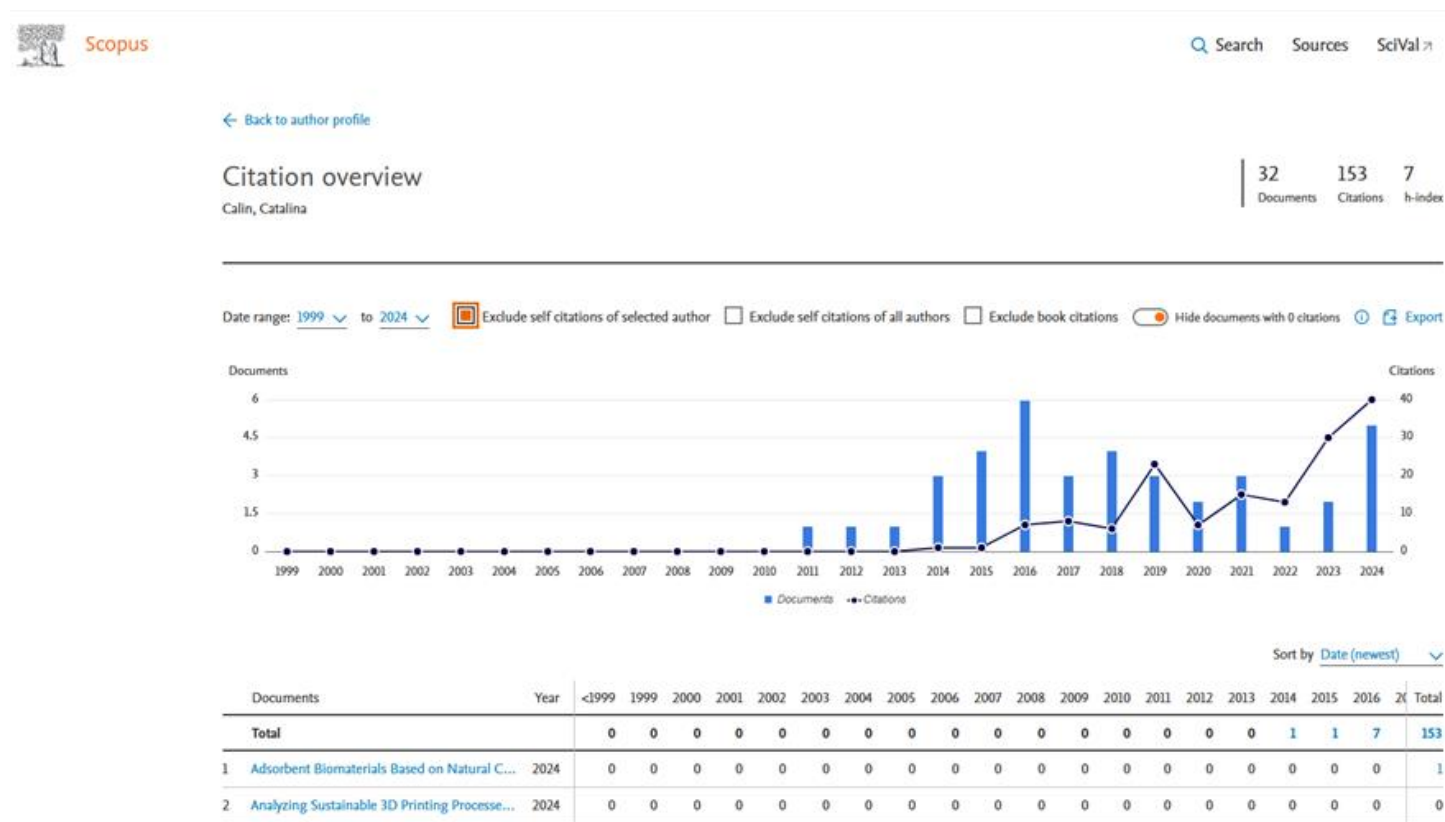 Scopus
Search Sources SciVal
Back to author profile
Citation overview
32 153 7
Calin, Catalina
Documents Citations h-index
Date range: 1999 to 2024 Exclude self citations of selected author Exclude self citations of all authors Exclude book citations Hide documents with 0 citations Export
Documents Citations
6 40
4.5 30
3 20
1.5 10
0 0
1999 2000 2001 2002 2003 2004 2005 2006 2007 2008 2009 2010 2011 2012 2013 2014 2015 2016 2017 2018 2019 2020 2021 2022 2023 2024
Documents Citations
Sort by Date (newest)
Documents Year <1999 1999 2000 2001 2002 2003 2004 2005 2006 2007 2008 2009 2010 2011 2012 2013 2014 2015 2016 20 Total
Total 0 0 0 0 0 0 0 0 0 0 0 0 0 0 0 0 1 1 7 153
1 Adsorbent Biomaterials Based on Natural C... 2024 0 0 0 0 0 0 0 0 0 0 0 0 0 0 0 0 0 0 0 1
2 Analyzing Sustainable 3D Printing Processe... 2024 0 0 0 0 0 0 0 0 0 0 0 0 0 0 0 0 0 0 0 0